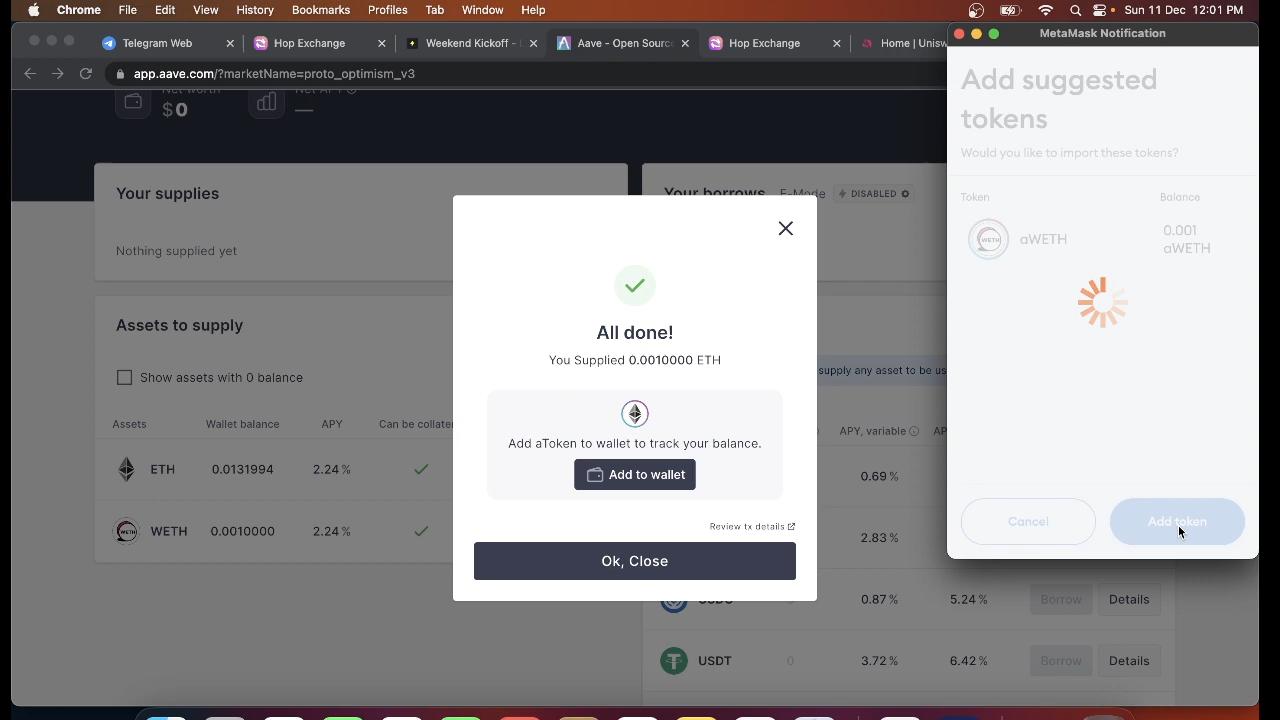 Chrome File Edit View History Bookmarks Profiles Tab Window Help Sun 11 Dec 12:01 PM
Telegram Web
Hop Exchange
Weekend Kickoff - L
Aave - Open Source
Hop Exchange
Home | Unisw
app.aave.com/?marketName=proto_optimism_v3
Net worth
$0
Net APY
—
Your supplies
Nothing supplied yet
Your borrows E-Mode DISABLED
Assets to supply
Show assets with 0 balance
Assets Wallet balance APY Can be collater
ETH 0.0131994 2.24%
WETH 0.0010000 2.24%
supply any asset to be us
APY, variable AP
0.69%
2.83%
USDC 0 0.87% 5.24% Borrow Details
USDT 0 3.72% 6.42% Borrow Details
All done!
You Supplied 0.0010000 ETH
Add aToken to wallet to track your balance.
Add to wallet
Review tx details
Ok, Close
MetaMask Notification
Add suggested
tokens
Would you like to import these tokens?
Token Balance
WETH aWETH 0.001
aWETH
Cancel Add token